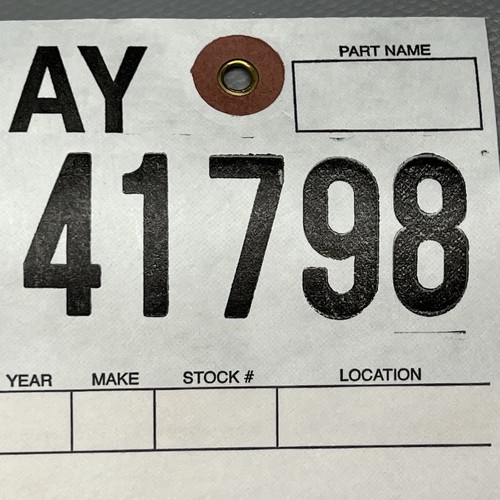 AY
PART NAME
41798
YEAR MAKE STOCK # LOCATION